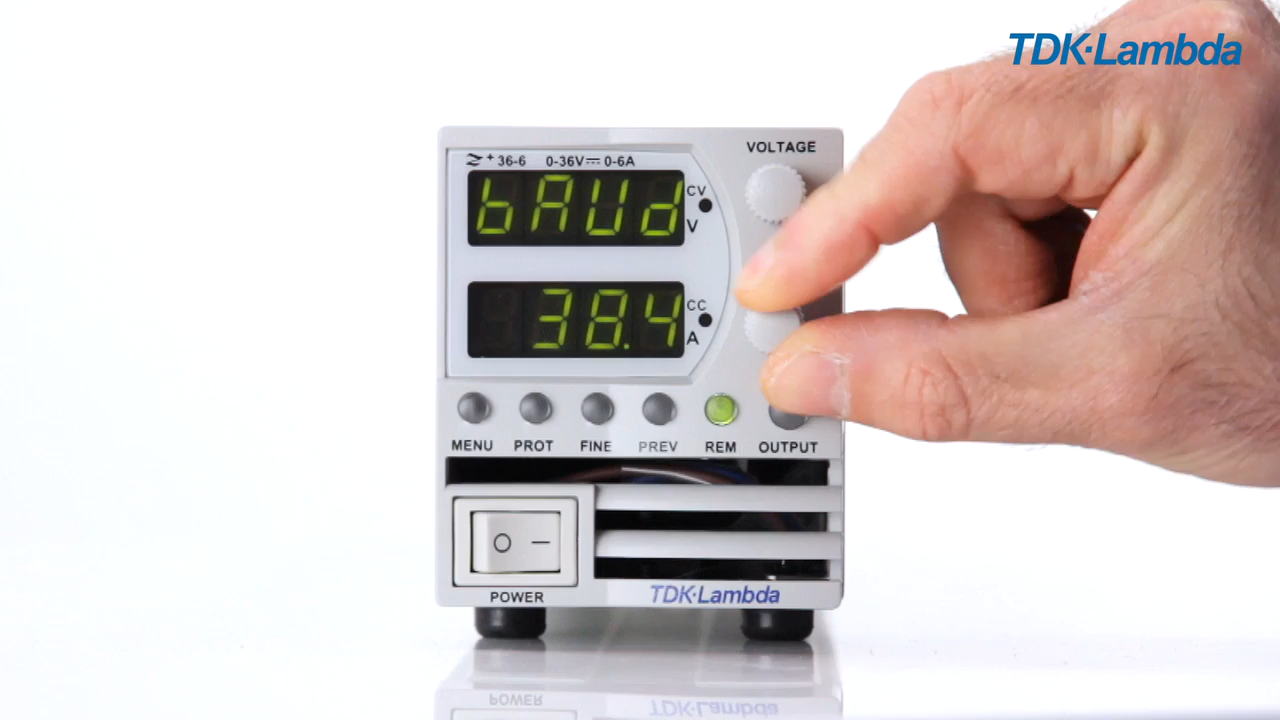 TDK·Lambda
Z+ 36-6 0-36V⎓ 0-6A
VOLTAGE
bAUd
CV
V
38.4
CC
A
MENU PROT FINE PREV REM OUTPUT
POWER
TDK·Lambda